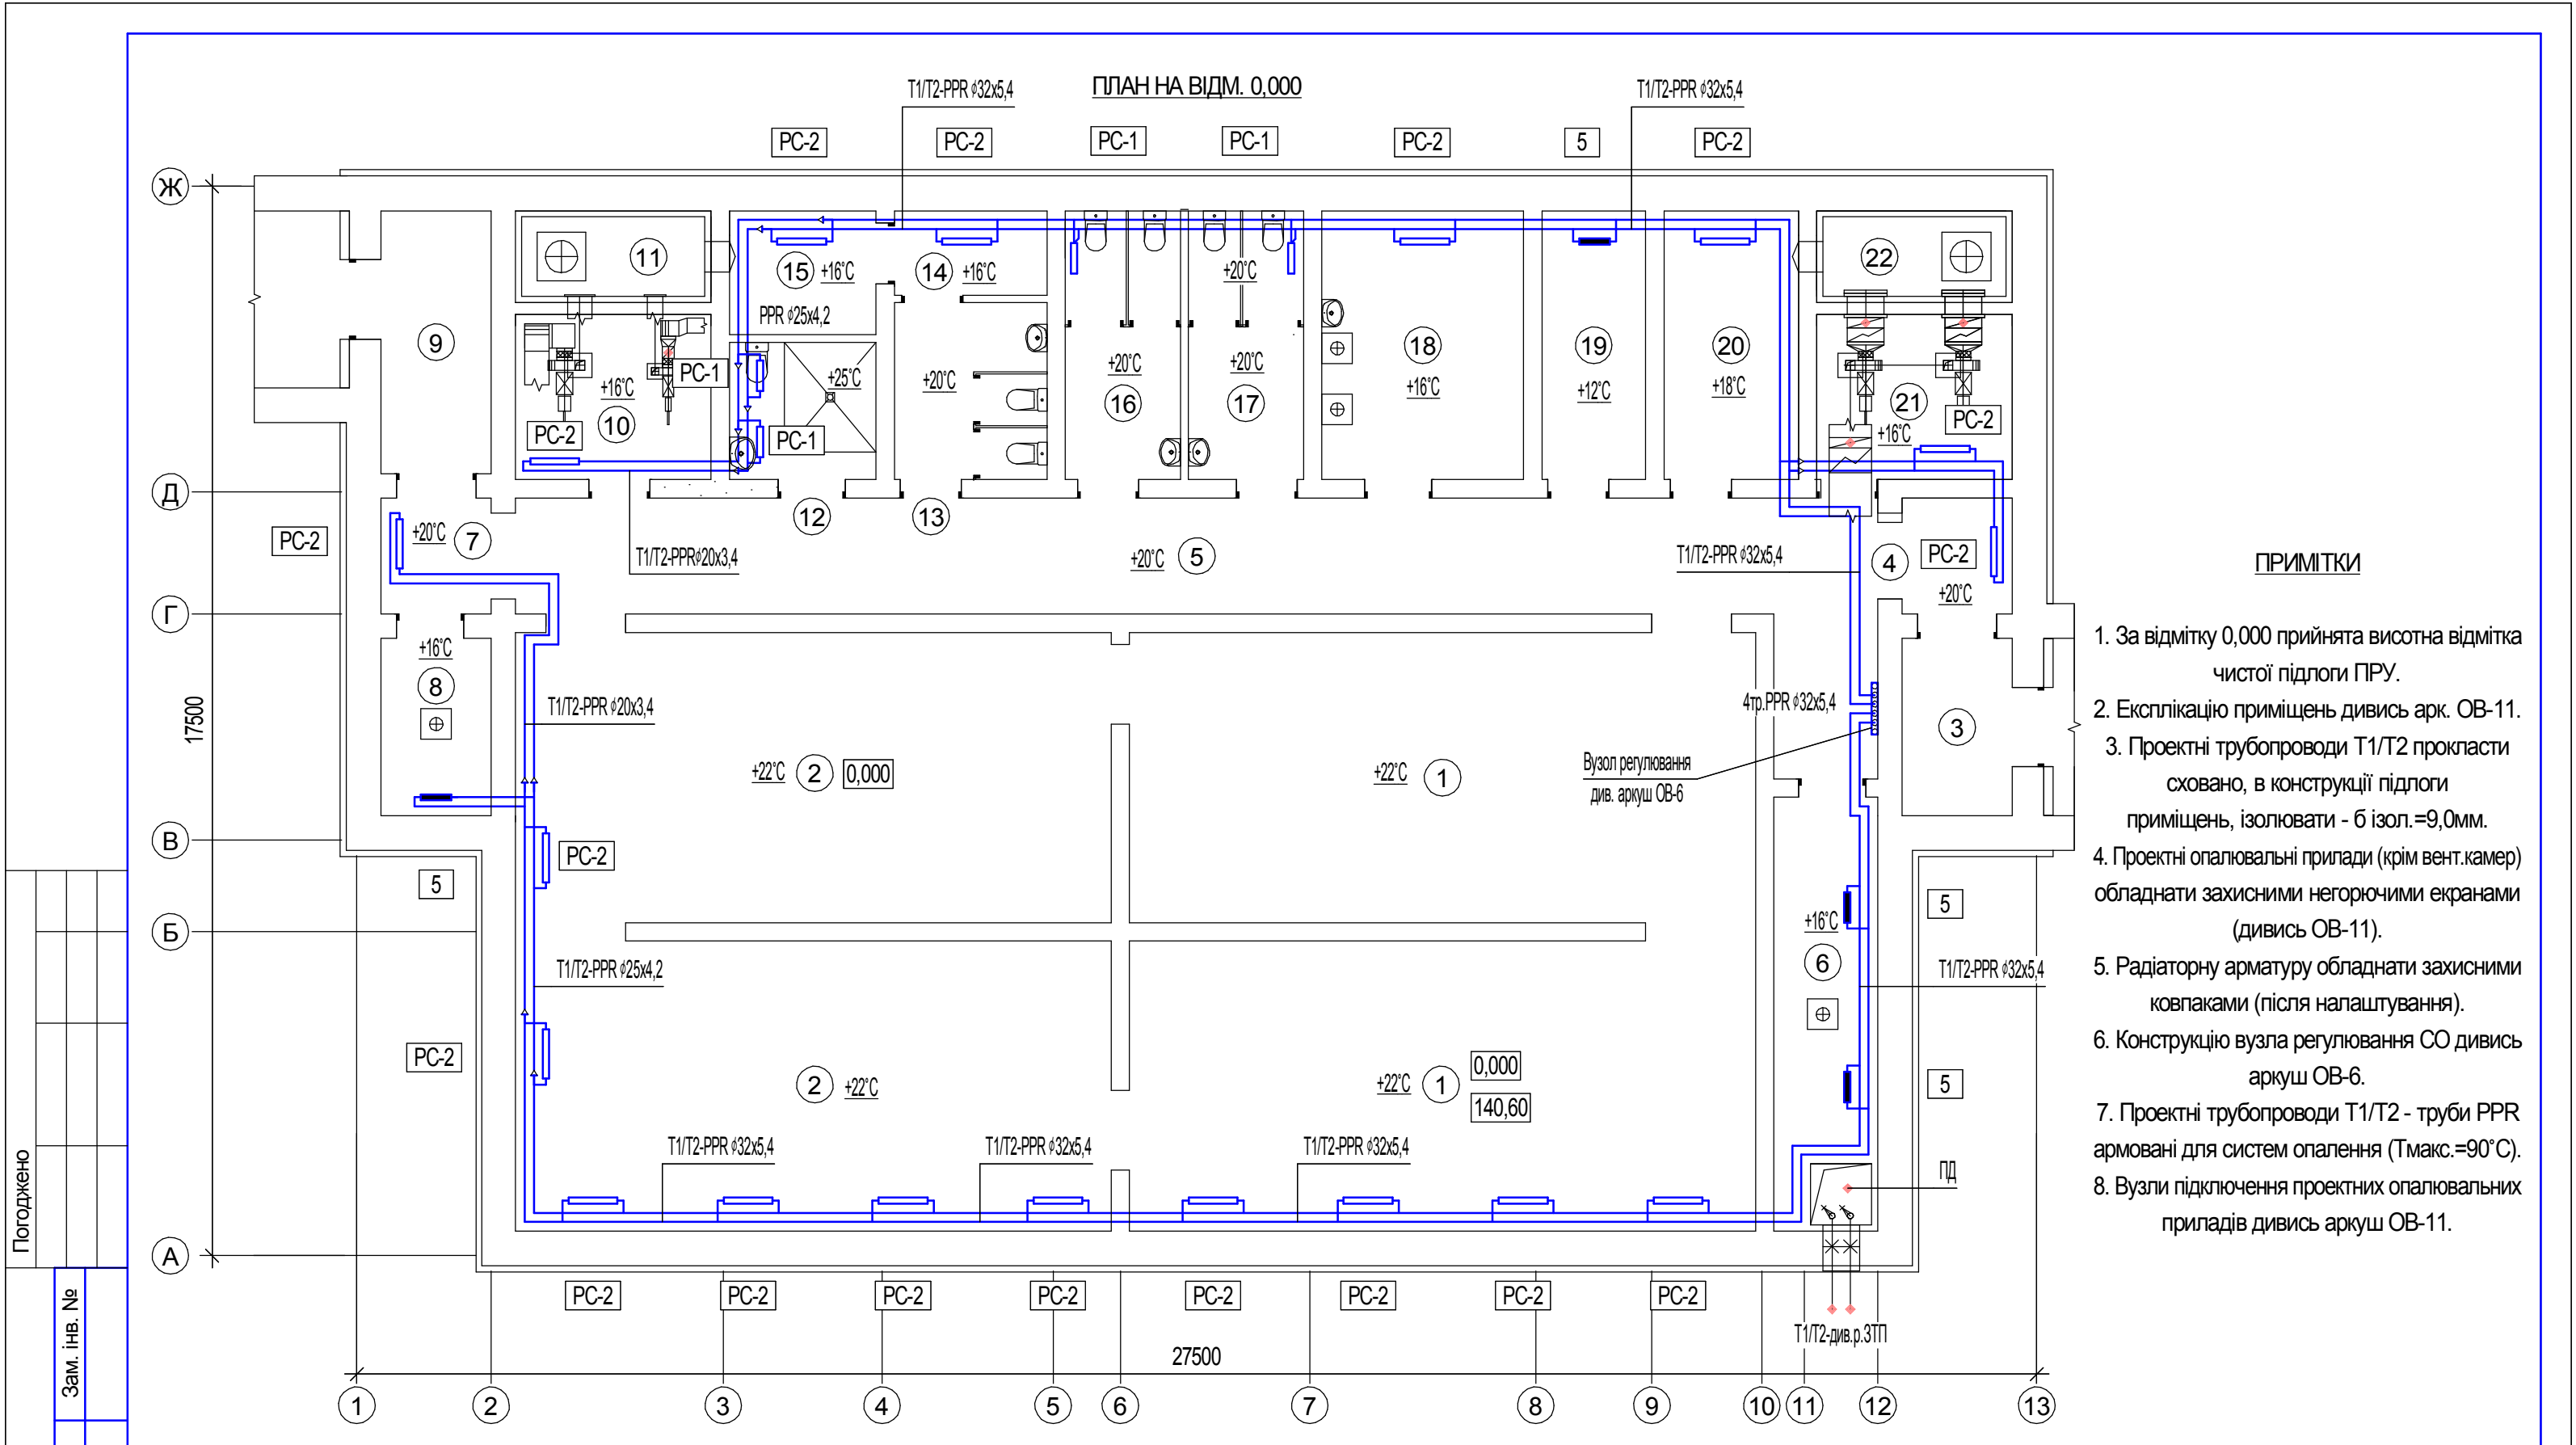 ПЛАН НА ВІДМ. 0,000
Т1/Т2-PPR ϕ32х5,4
Т1/Т2-PPR ϕ32х5,4
РС-2
РС-2
РС-1
РС-1
РС-2
5
РС-2
Ж
11
15
+16°С
14
+16°С
+20°С
22
PPR ϕ25х4,2
9
18
19
20
РС-1
+25°С
+20°С
+20°С
+20°С
+16°С
+12°С
+18°С
+16°С
10
РС-2
РС-1
16
17
21
РС-2
+16°С
Д
12
13
РС-2
+20°С
7
Т1/Т2-PPRϕ20х3,4
+20°С
5
Т1/Т2-PPR ϕ32х5,4
4
РС-2
+20°С
Г
+16°С
8
Т1/Т2-PPR ϕ20х3,4
4тр.PPR ϕ32х5,4
3
17500
+22°С
2
0,000
+22°С
1
Вузол регулювання
див. аркуш ОВ-6
В
РС-2
5
5
Б
+16°С
6
Т1/Т2-PPR ϕ25х4,2
Т1/Т2-PPR ϕ32х5,4
РС-2
2
+22°С
+22°С
1
0,000
140,60
5
Т1/Т2-PPR ϕ32х5,4
Т1/Т2-PPR ϕ32х5,4
Т1/Т2-PPR ϕ32х5,4
ПД
А
РС-2
РС-2
РС-2
РС-2
РС-2
РС-2
РС-2
РС-2
Т1/Т2-див.р.ЗТП
27500
1
2
3
4
5
6
7
8
9
10
11
12
13
ПРИМІТКИ
1. За відмітку 0,000 прийнята висотна відмітка
чистої підлоги ПРУ.
2. Експлікацію приміщень дивись арк. ОВ-11.
3. Проектні трубопроводи Т1/Т2 прокласти
сховано, в конструкції підлоги
приміщень, ізолювати - б ізол.=9,0мм.
4. Проектні опалювальні прилади (крім вент.камер)
обладнати захисними негорючими екранами
(дивись ОВ-11).
5. Радіаторну арматуру обладнати захисними
ковпаками (після налаштування).
6. Конструкцію вузла регулювання СО дивись
аркуш ОВ-6.
7. Проектні трубопроводи Т1/Т2 - труби PPR
армовані для систем опалення (Тмакс.=90°С).
8. Вузли підключення проектних опалювальних
приладів дивись аркуш ОВ-11.
Погоджено
Зам. інв. №